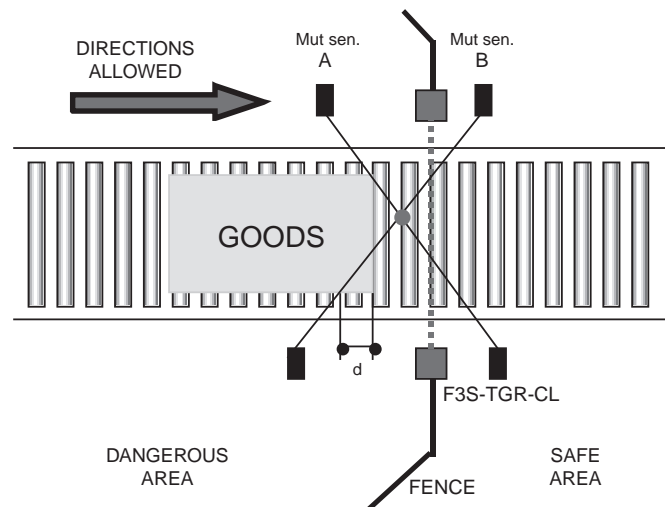 DIRECTIONS
ALLOWED
Mut sen.
A
Mut sen.
B
GOODS
d
F3S-TGR-CL
DANGEROUS
AREA
FENCE
SAFE
AREA